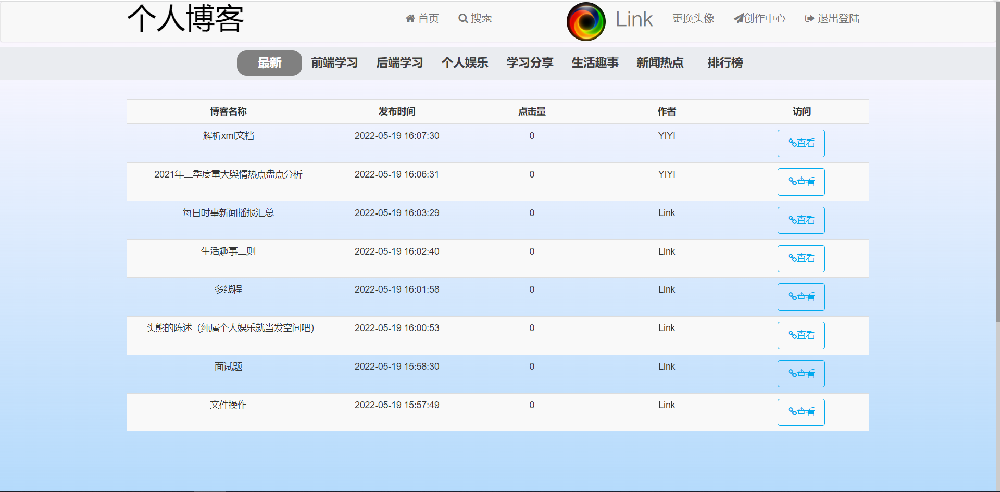 个人博客 首页 搜索 Link 更换头像 创作中心 退出登陆
最新 前端学习 后端学习 个人娱乐 学习分享 生活趣事 新闻热点 排行榜
博客名称 发布时间 点击量 作者 访问
解析xml文档 2022-05-19 16:07:30 0 YIYI 查看
2021年二季度重大舆情热点盘点分析 2022-05-19 16:06:31 0 YIYI 查看
每日时事新闻播报汇总 2022-05-19 16:03:29 0 Link 查看
生活趣事二则 2022-05-19 16:02:40 0 Link 查看
多线程 2022-05-19 16:01:58 0 Link 查看
一头熊的陈述（纯属个人娱乐就当发空间吧） 2022-05-19 16:00:53 0 Link 查看
面试题 2022-05-19 15:58:30 0 Link 查看
文件操作 2022-05-19 15:57:49 0 Link 查看